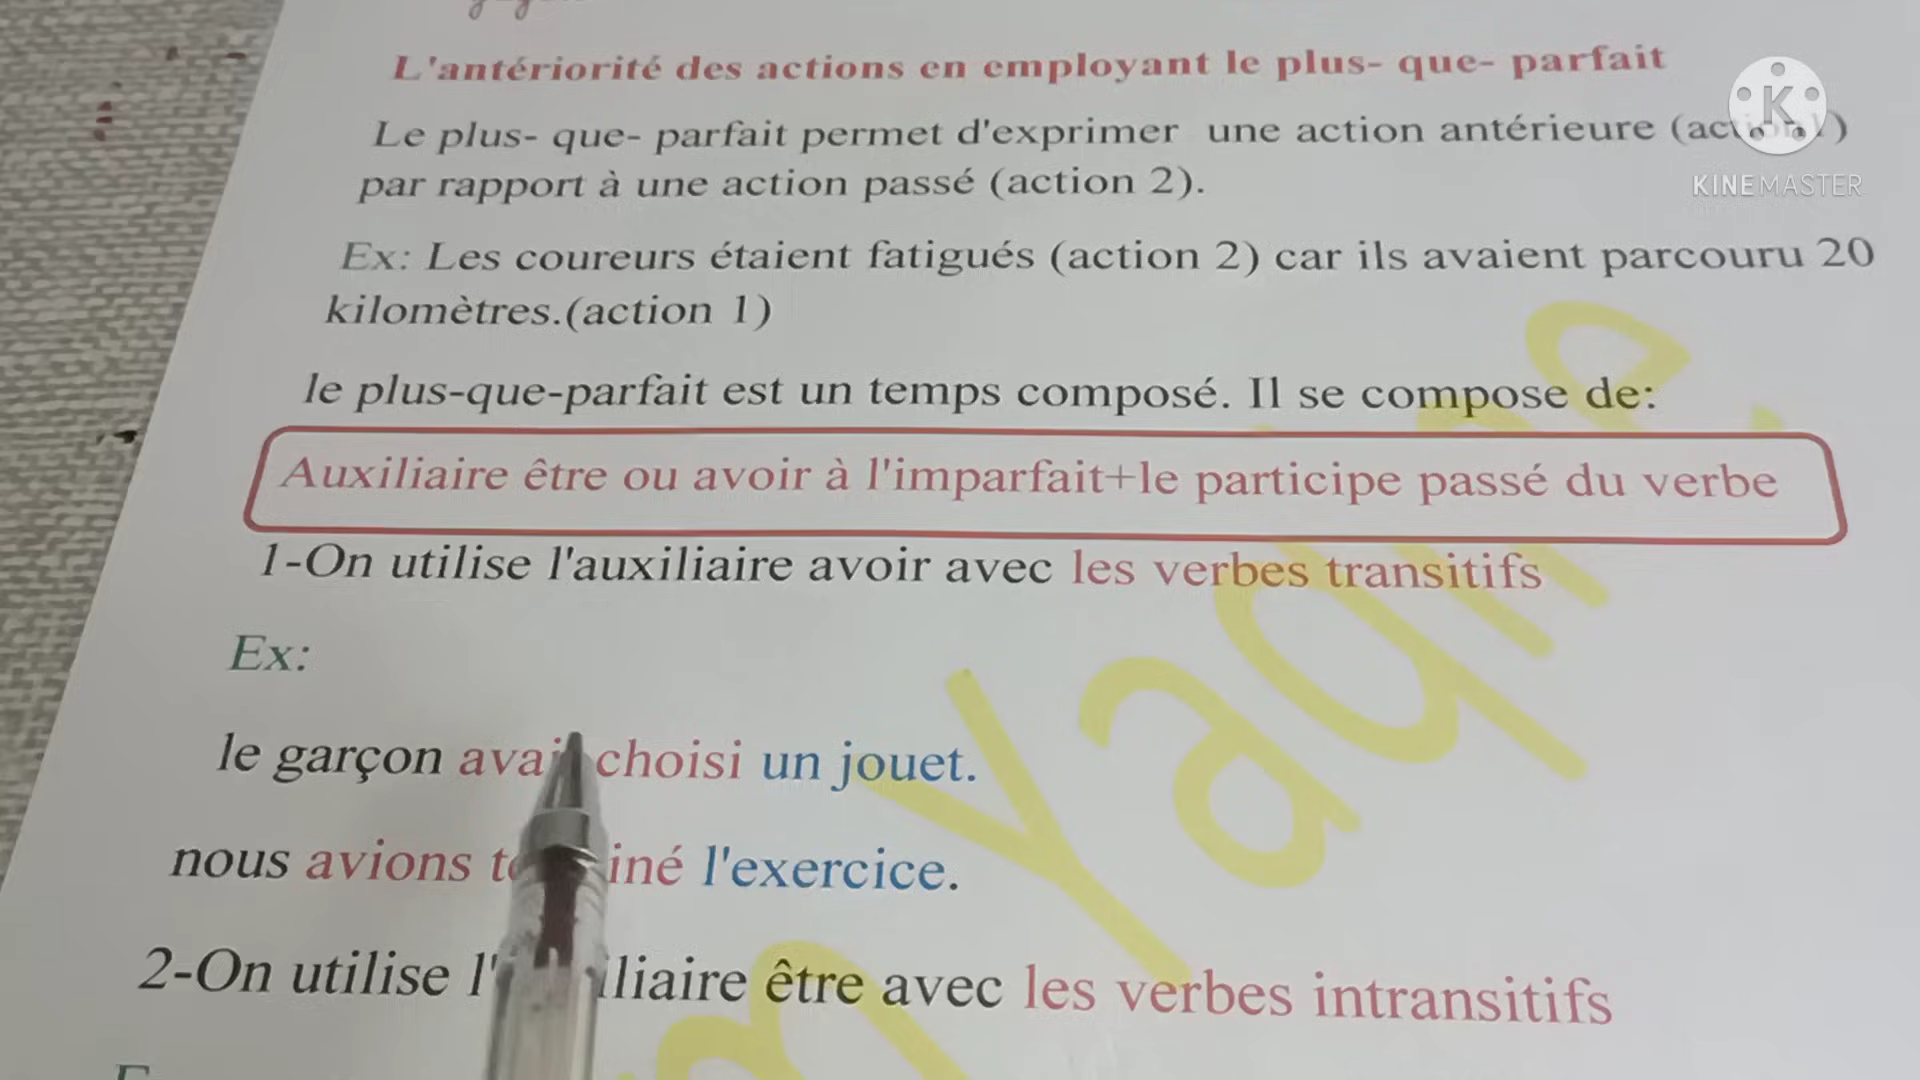 L'antériorité des actions en employant le plus- que- parfait
Le plus- que- parfait permet d'exprimer une action antérieure
par rapport à une action passé (action 2).
Ex: Les coureurs étaient fatigués (action 2) car ils avaient parcouru 20
kilomètres.(action 1)
le plus-que-parfait est un temps composé. Il se compose de:
Auxiliaire être ou avoir à l'imparfait+le participe passé du verbe
1-On utilise l'auxiliaire avoir avec les verbes transitifs
Ex:
le garçon choisi un jouet.
nous avions l'exercice.
2-On utilise être avec les verbes intransitifs
KINEMASTER
Yaqine